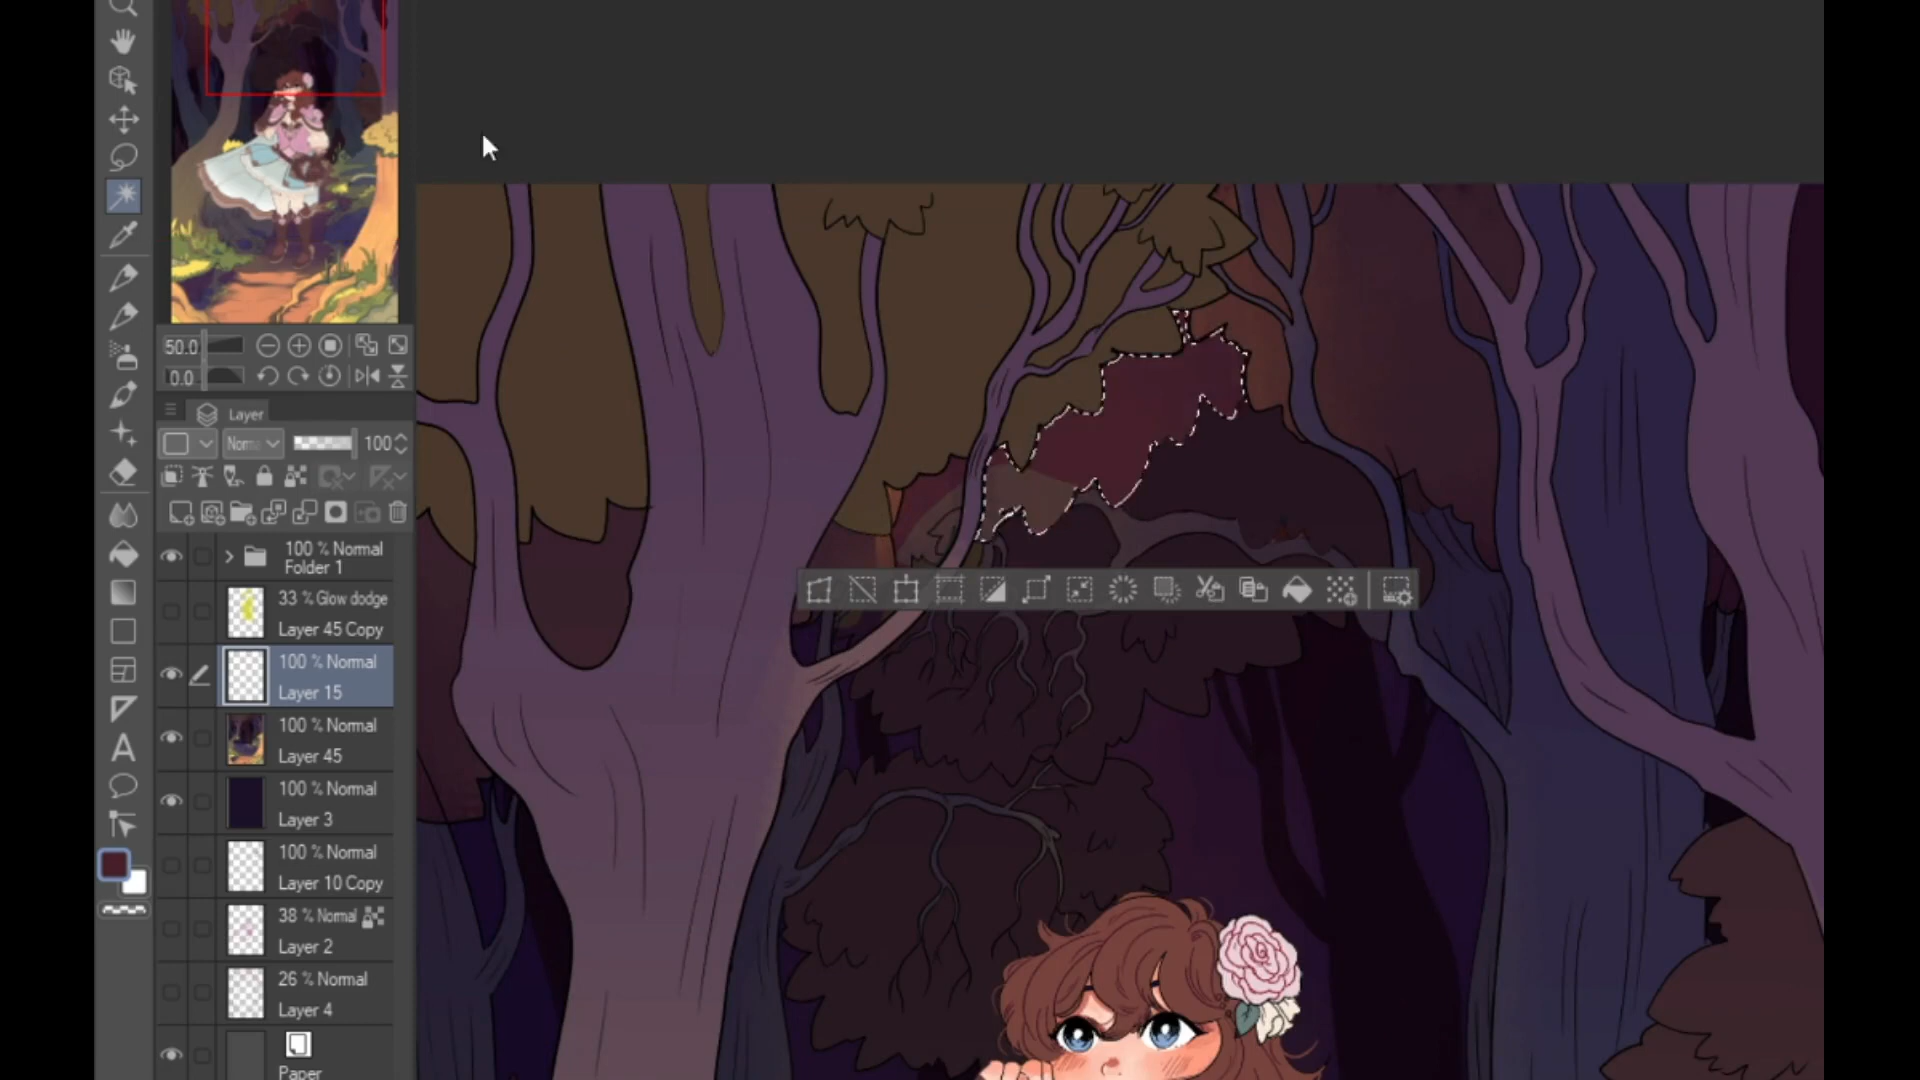 50.0
0.0
Layer
Norm
100
100 % Normal
Folder 1
33 % Glow dodge
Layer 45 Copy
100 % Normal
Layer 15
100 % Normal
Layer 45
100 % Normal
Layer 3
100 % Normal
Layer 10 Copy
38 % Normal
Layer 2
26 % Normal
Layer 4
Paper